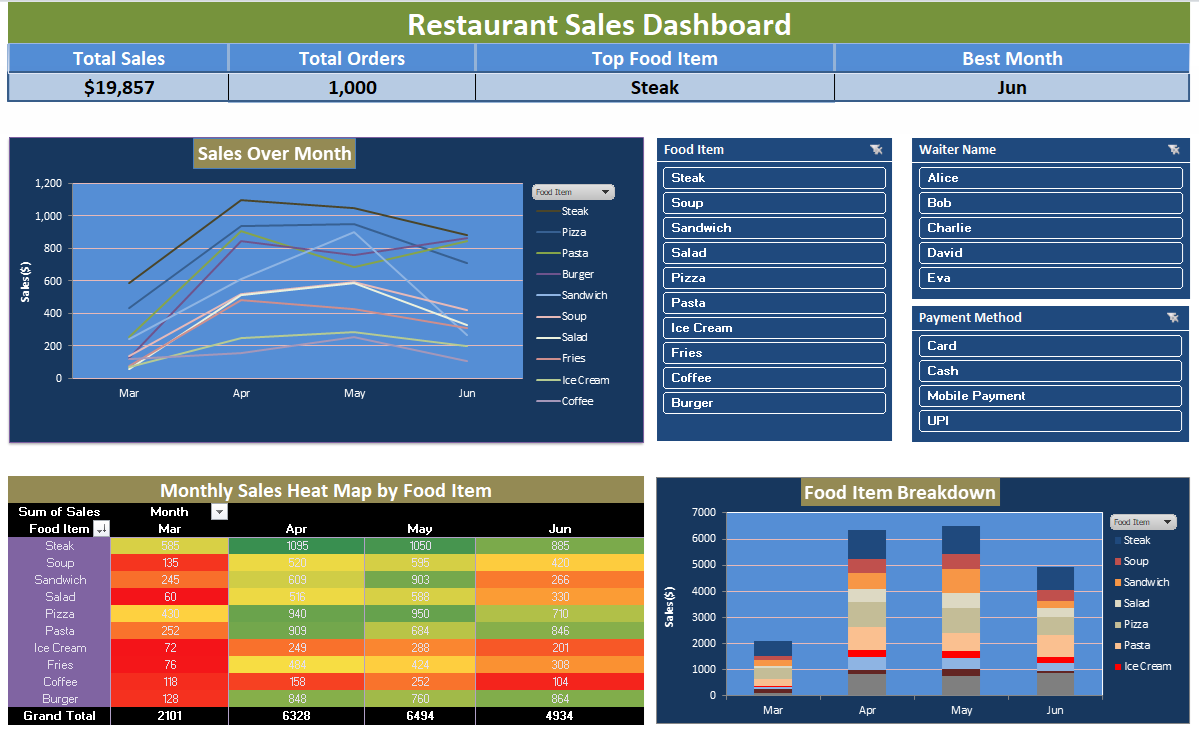 Restaurant Sales Dashboard
Total Sales Total Orders Top Food Item Best Month
$19,857 1,000 Steak Jun
Sales Over Month
1,200
1,000
800
600
400
200
0
Sales($)
Mar Apr May Jun
Food Item
Steak
Pizza
Pasta
Burger
Sandwich
Soup
Salad
Fries
Ice Cream
Coffee
Food Item
Steak
Soup
Sandwich
Salad
Pizza
Pasta
Ice Cream
Fries
Coffee
Burger
Waiter Name
Alice
Bob
Charlie
David
Eva
Payment Method
Card
Cash
Mobile Payment
UPI
Monthly Sales Heat Map by Food Item
Sum of Sales Month
Food Item Mar Apr May Jun
Steak 585 1095 1050 885
Soup 135 520 595 420
Sandwich 245 609 903 266
Salad 60 516 588 330
Pizza 430 940 950 710
Pasta 252 909 684 846
Ice Cream 72 249 288 201
Fries 76 484 424 308
Coffee 118 158 252 104
Burger 128 848 760 864
Grand Total 2101 6328 6494 4934
Food Item Breakdown
7000
6000
5000
4000
3000
2000
1000
0
Sales($)
Mar Apr May Jun
Food Item
Steak
Soup
Sandwich
Salad
Pizza
Pasta
Ice Cream